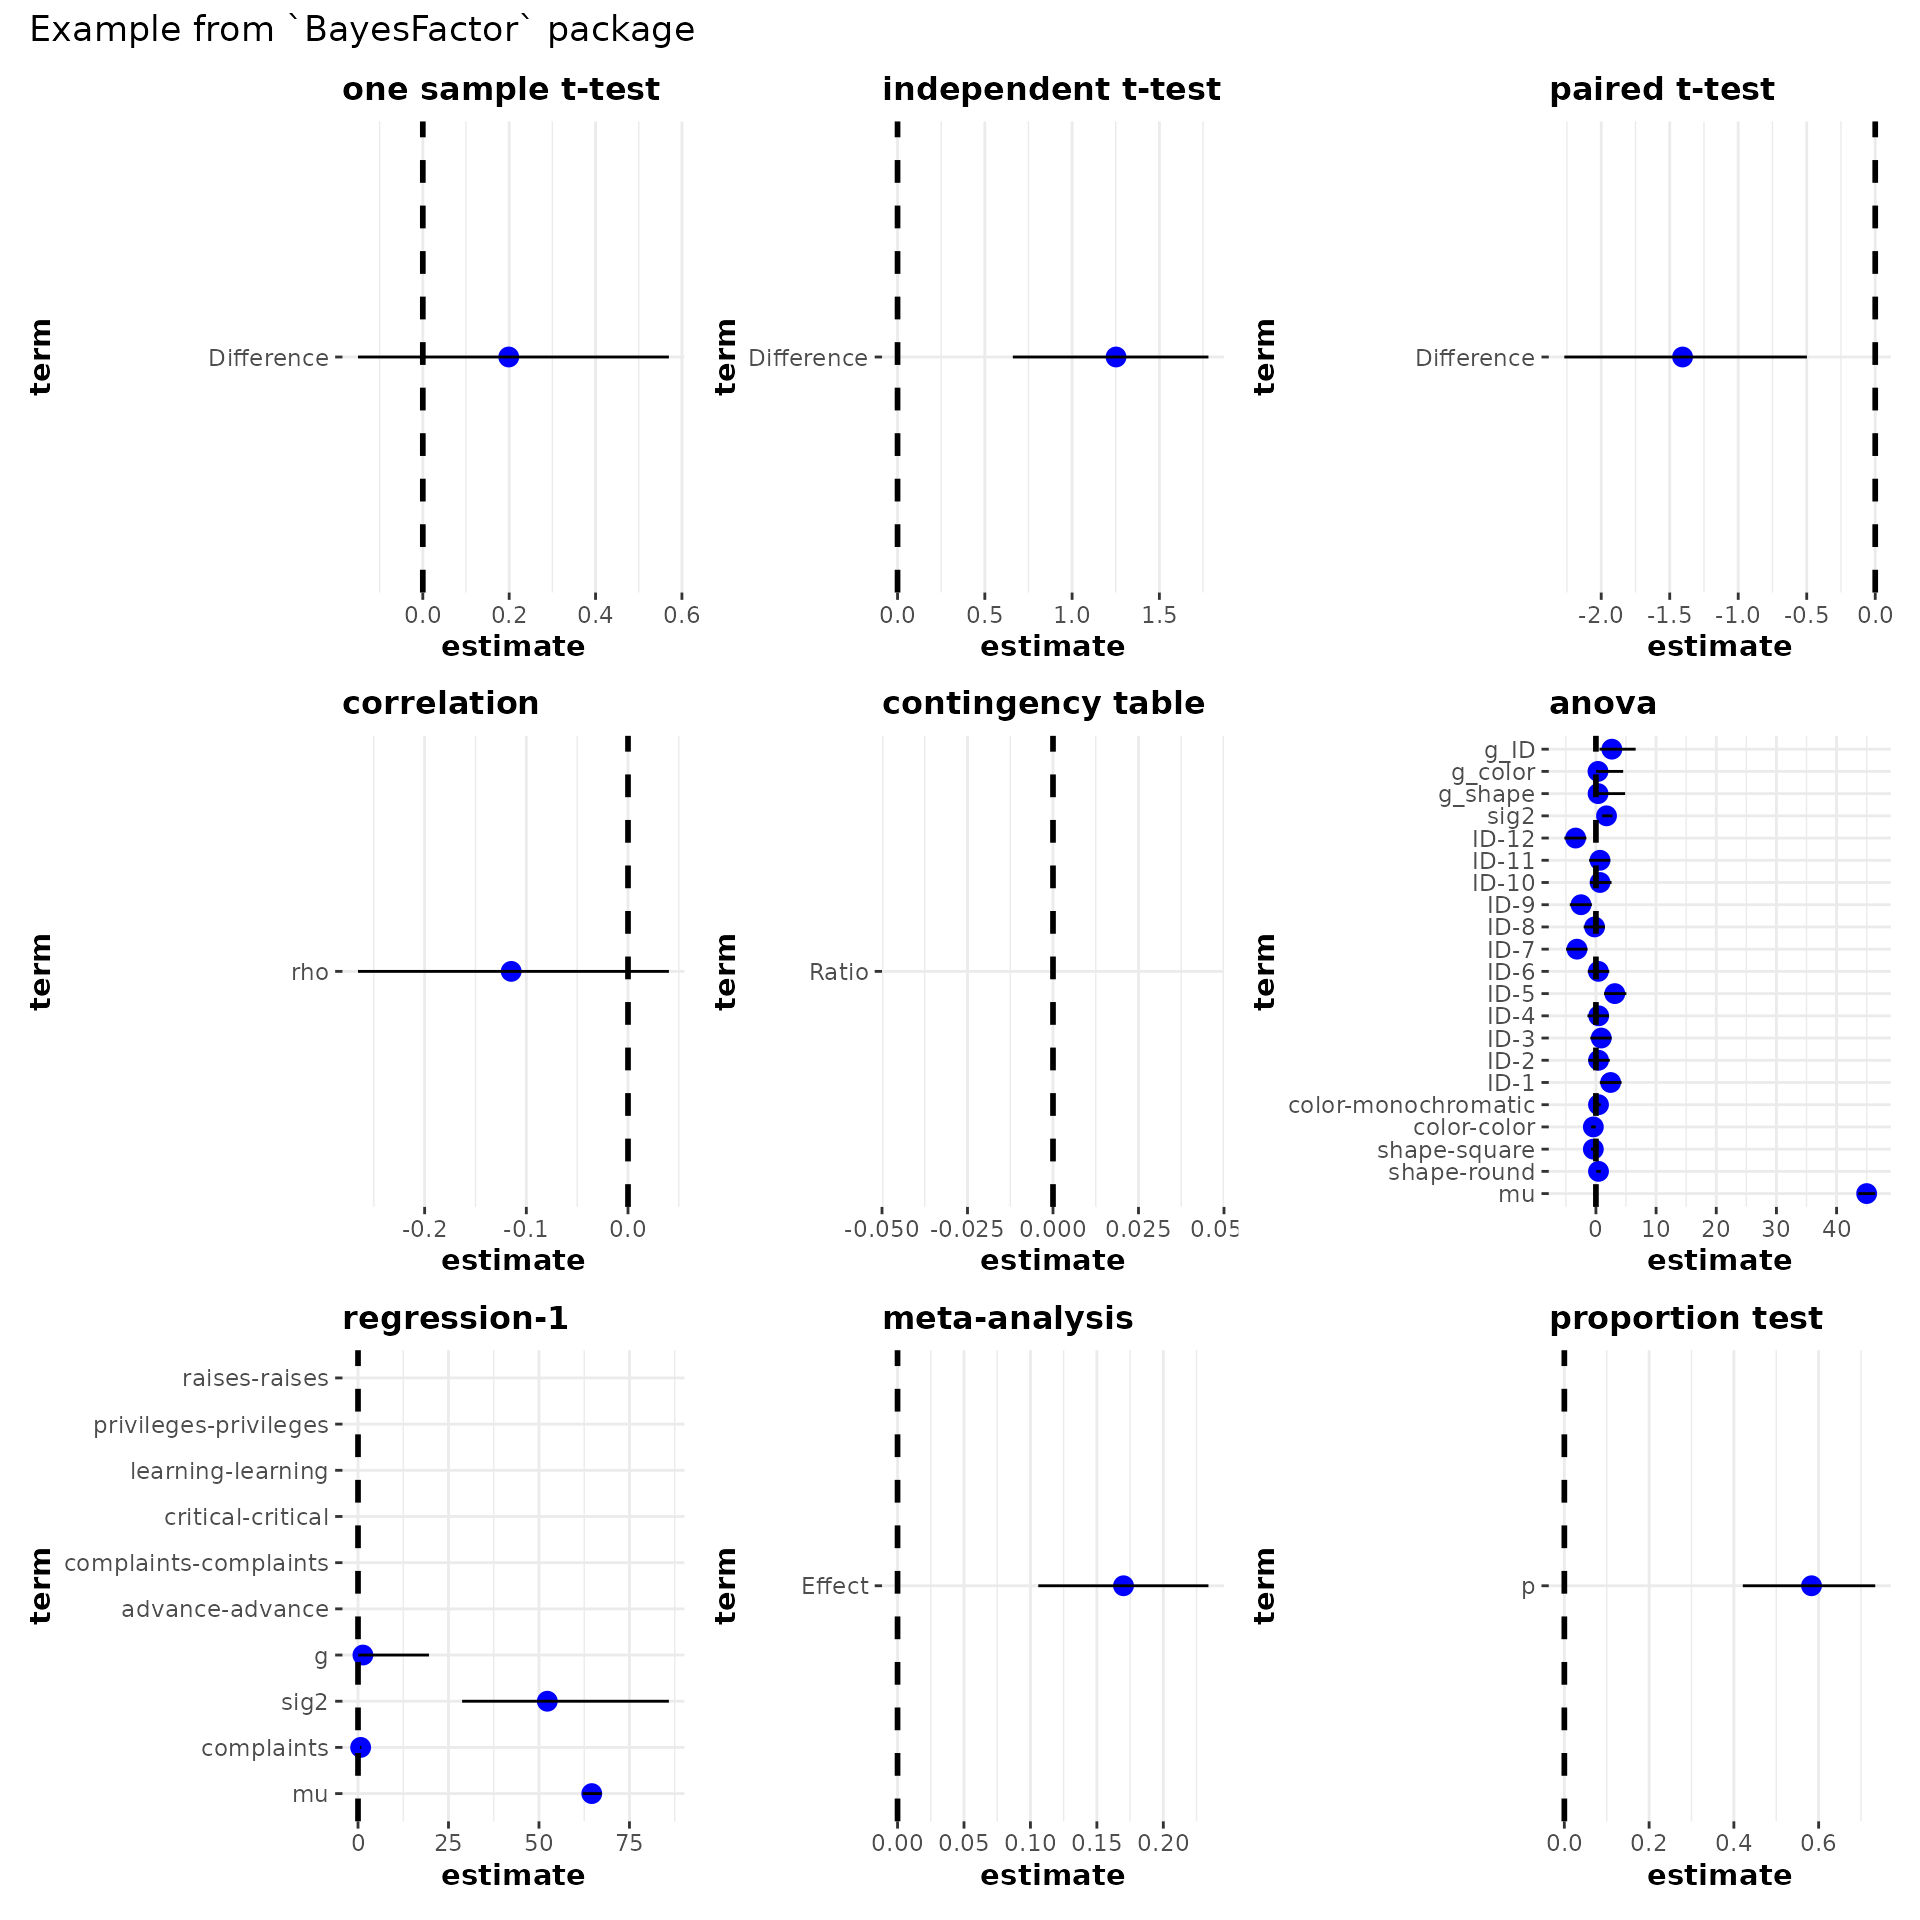 Example from `BayesFactor` package
one sample t-test
term
Difference
0.0 0.2 0.4 0.6
estimate
independent t-test
term
Difference
0.0 0.5 1.0 1.5
estimate
paired t-test
term
Difference
-2.0 -1.5 -1.0 -0.5 0.0
estimate
correlation
term
rho
-0.2 -0.1 0.0
estimate
contingency table
term
Ratio
-0.050 -0.025 0.000 0.025 0.05
estimate
anova
term
g_ID
g_color
g_shape
sig2
ID-12
ID-11
ID-10
ID-9
ID-8
ID-7
ID-6
ID-5
ID-4
ID-3
ID-2
ID-1
color-monochromatic
color-color
shape-square
shape-round
mu
0 10 20 30 40
estimate
regression-1
term
raises-raises
privileges-privileges
learning-learning
critical-critical
complaints-complaints
advance-advance
g
sig2
complaints
mu
0 25 50 75
estimate
meta-analysis
term
Effect
0.00 0.05 0.10 0.15 0.20
estimate
proportion test
term
p
0.0 0.2 0.4 0.6
estimate